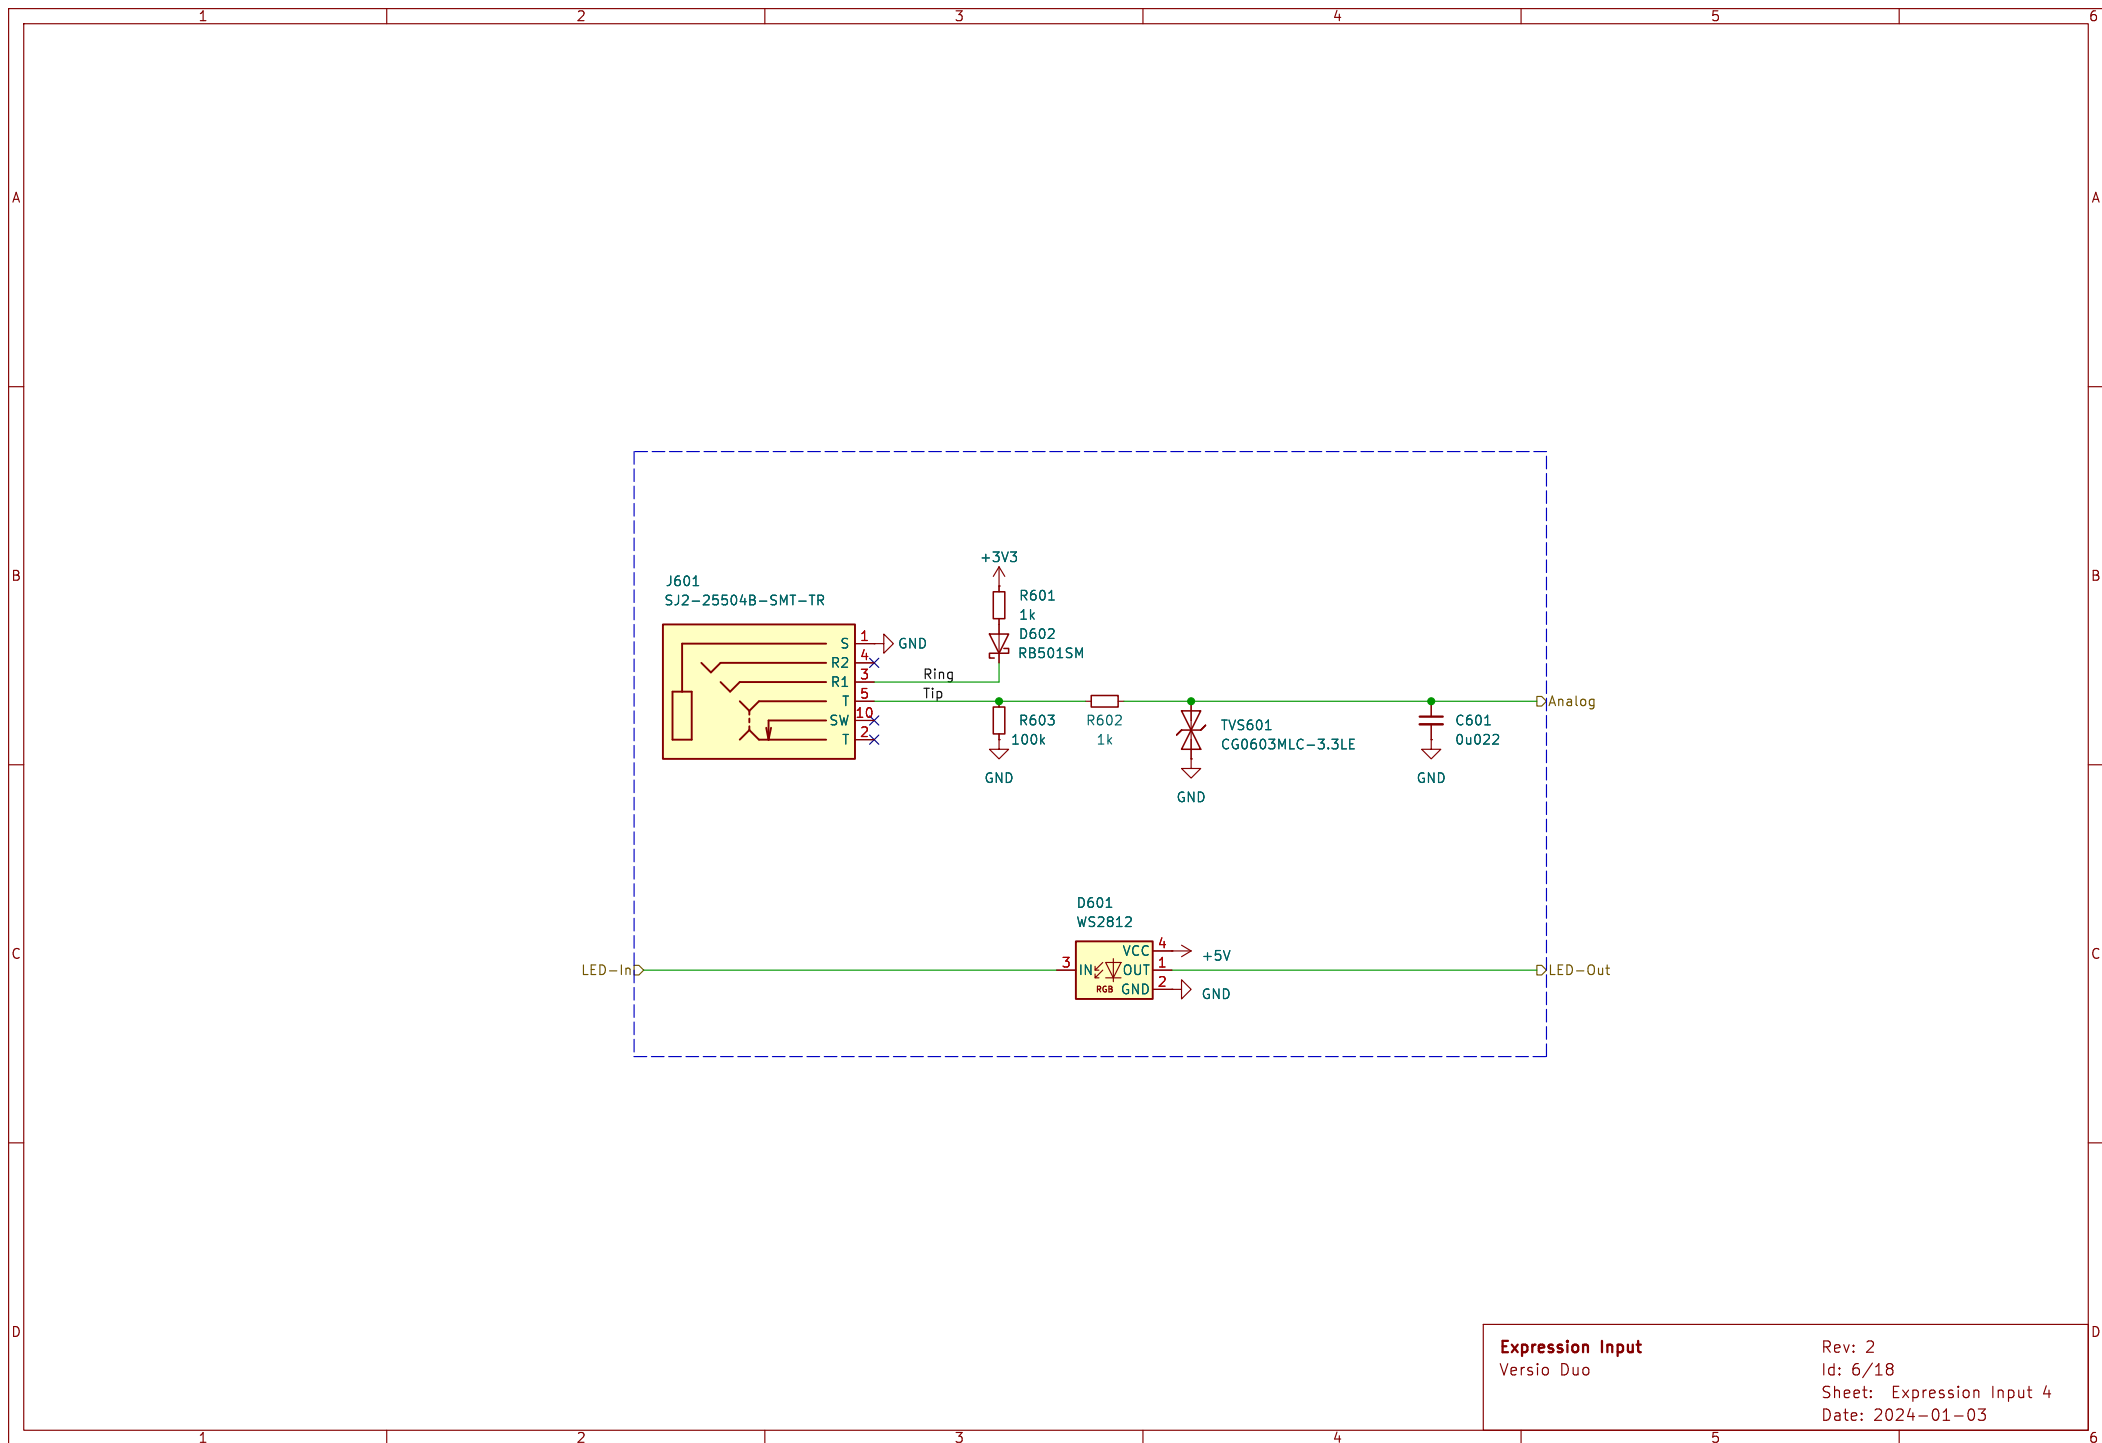 1 2 3 4 5 6
A A
B B
C C
D D
+3V3
J601
SJ2-25504B-SMT-TR
R601
1k
D602
RB501SM
S 1 GND
R2 4
R1 3 Ring
T 5 Tip
SW 10
T 2
R603
100k
GND
R602
1k
TVS601
CG0603MLC-3.3LE
GND
C601
0u022
GND
Analog
D601
WS2812
VCC 4 +5V
LED-In 3 IN OUT 1 LED-Out
RGB GND 2 GND
Expression Input
Versio Duo
Rev: 2
Id: 6/18
Sheet: Expression Input 4
Date: 2024-01-03
1 2 3 4 5 6